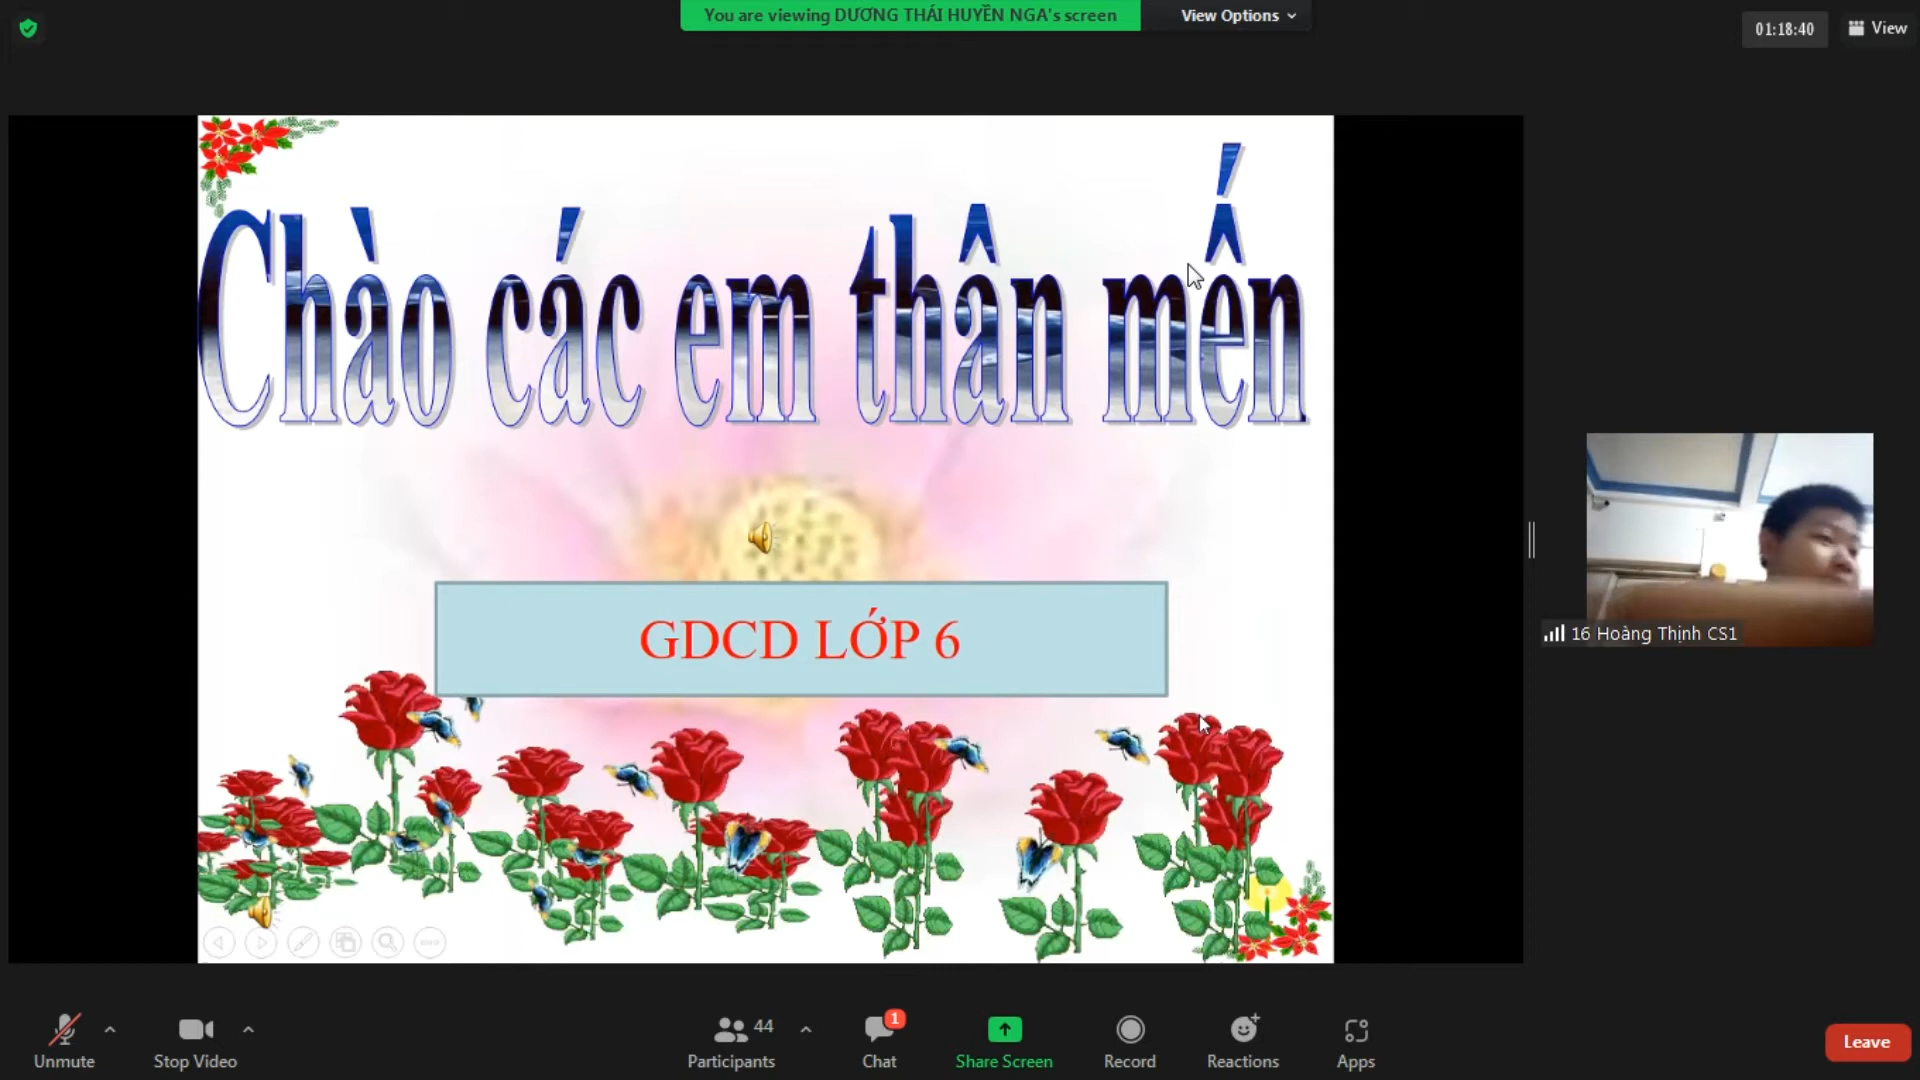 You are viewing DƯƠNG THÁI HUYỀN NGA's screen
View Options
01:18:40
View
Chào các em thân mến
GDCD LỚP 6
16 Hoàng Thịnh CS1
Unmute
Stop Video
44
Participants
1
Chat
Share Screen
Record
Reactions
Apps
Leave